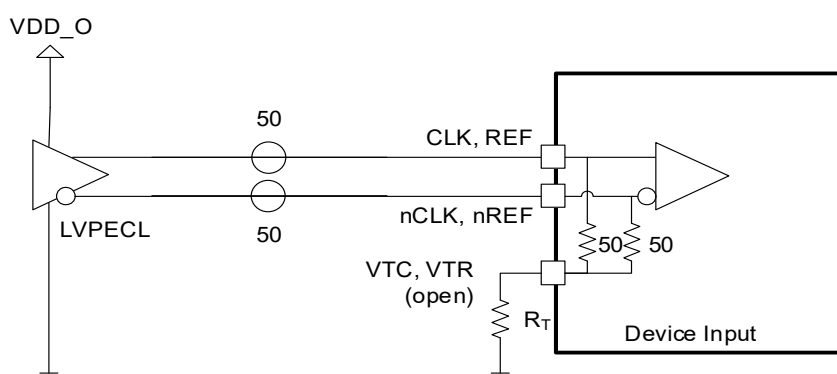 VDD_O
50
CLK, REF
LVPECL
50
nCLK, nREF
50
50
VTC, VTR
(open)
RT
Device Input